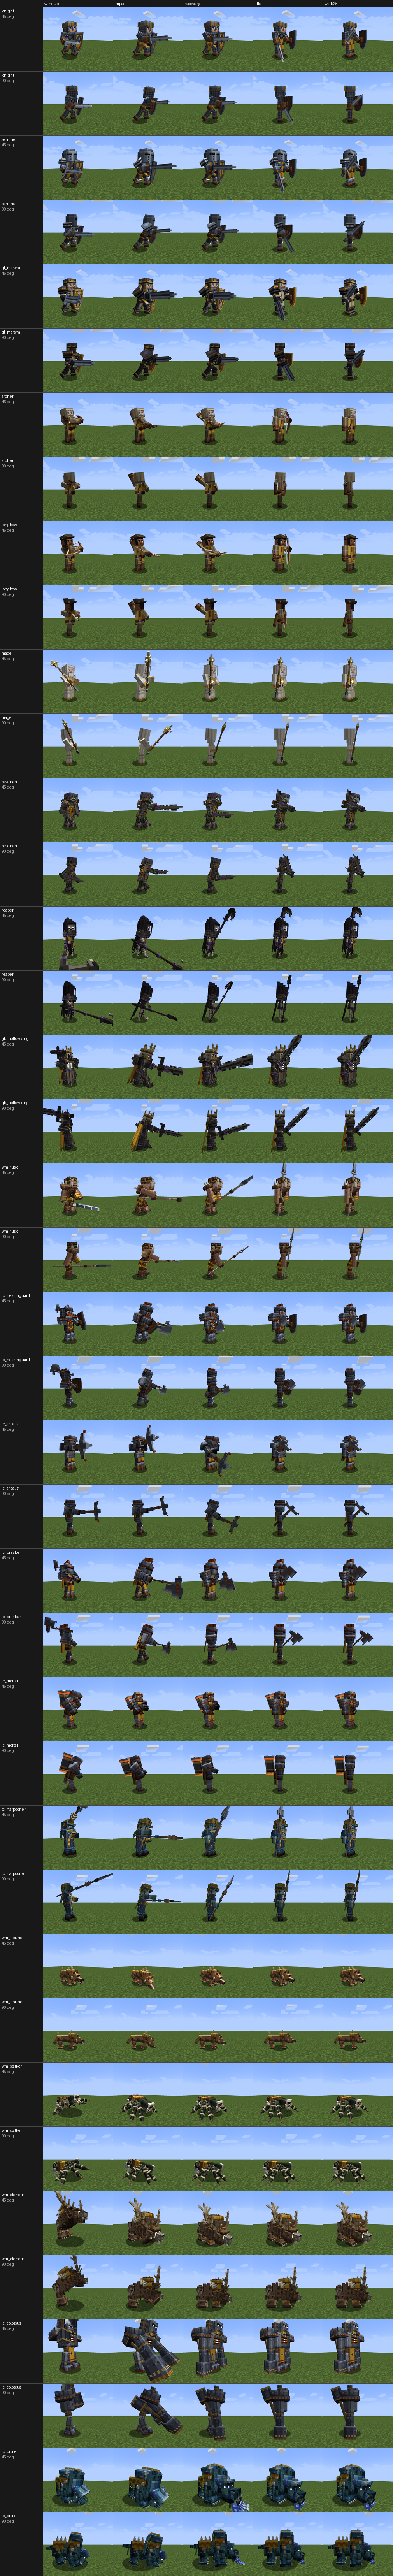 windup impact recovery idle walk25
knight
45 deg
knight
90 deg
sentinel
45 deg
sentinel
90 deg
gl_marshal
45 deg
gl_marshal
90 deg
archer
45 deg
archer
90 deg
longbow
45 deg
longbow
90 deg
mage
45 deg
mage
90 deg
revenant
45 deg
revenant
90 deg
reaper
45 deg
reaper
90 deg
gb_hollowking
45 deg
gb_hollowking
90 deg
wm_tusk
45 deg
wm_tusk
90 deg
ic_hearthguard
45 deg
ic_hearthguard
90 deg
ic_arbalist
45 deg
ic_arbalist
90 deg
ic_breaker
45 deg
ic_breaker
90 deg
ic_mortar
45 deg
ic_mortar
90 deg
tc_harpooner
45 deg
tc_harpooner
90 deg
wm_hound
45 deg
wm_hound
90 deg
wm_stalker
45 deg
wm_stalker
90 deg
wm_oldhorn
45 deg
wm_oldhorn
90 deg
ic_colossus
45 deg
ic_colossus
90 deg
tc_brute
45 deg
tc_brute
90 deg